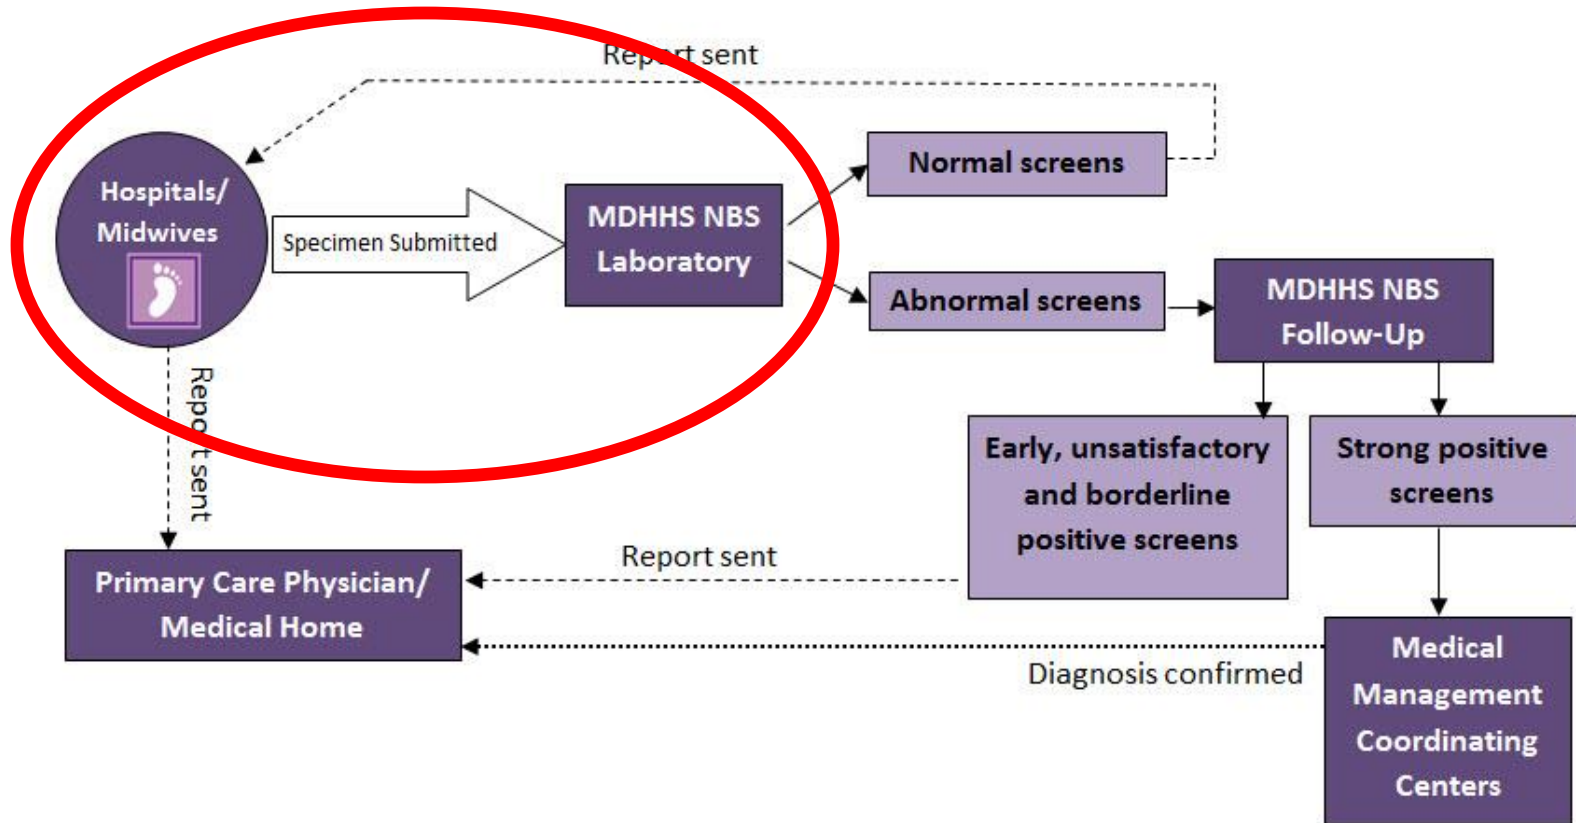 Report sent
Hospitals/
Midwives
Specimen Submitted
MDHHS NBS
Laboratory
Normal screens
Abnormal screens
MDHHS NBS
Follow-Up
Report sent
Early, unsatisfactory
and borderline
positive screens
Strong positive
screens
Report sent
Primary Care Physician/
Medical Home
Diagnosis confirmed
Medical
Management
Coordinating
Centers